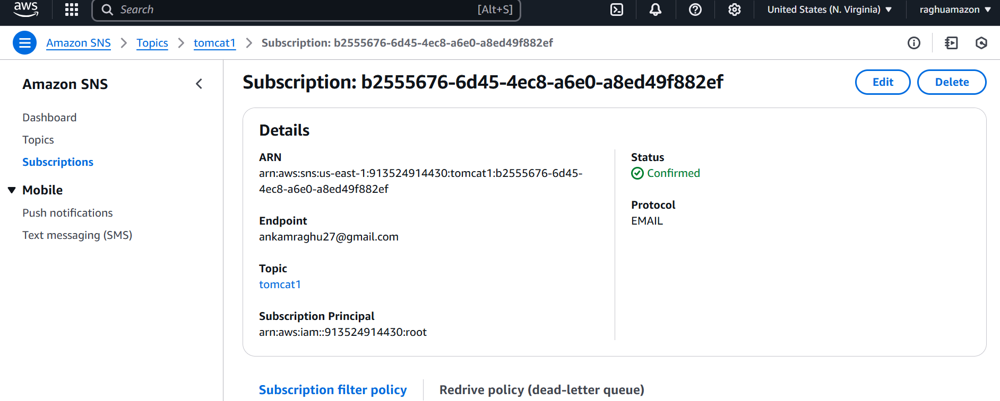 aws
Search
[Alt+S]
United States (N. Virginia)
raghuamazon
Amazon SNS
Topics
tomcat1
Subscription: b2555676-6d45-4ec8-a6e0-a8ed49f882ef
Amazon SNS
Dashboard
Topics
Subscriptions
Mobile
Push notifications
Text messaging (SMS)
Subscription: b2555676-6d45-4ec8-a6e0-a8ed49f882ef
Edit
Delete
Details
ARN
arn:aws:sns:us-east-1:913524914430:tomcat1:b2555676-6d45-
4ec8-a6e0-a8ed49f882ef
Endpoint
ankamraghu27@gmail.com
Topic
tomcat1
Subscription Principal
arn:aws:iam::913524914430:root
Status
Confirmed
Protocol
EMAIL
Subscription filter policy
Redrive policy (dead-letter queue)